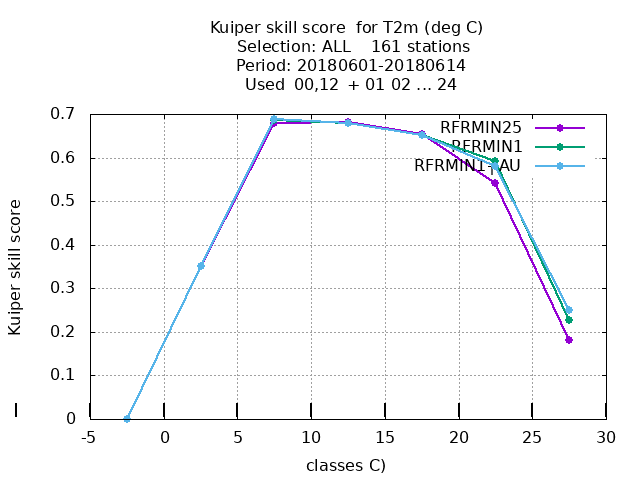 Kuiper skill score for T2m (deg C)
Selection: ALL 161 stations
Period: 20180601-20180614
Used 00,12 + 01 02 ... 24
0.7
0.6
0.5
0.4
0.3
0.2
0.1
0
Kuiper skill score
RFRMIN25
RFRMIN1
RFRMIN1+AU
-5
0
5
10
15
20
25
30
classes C)